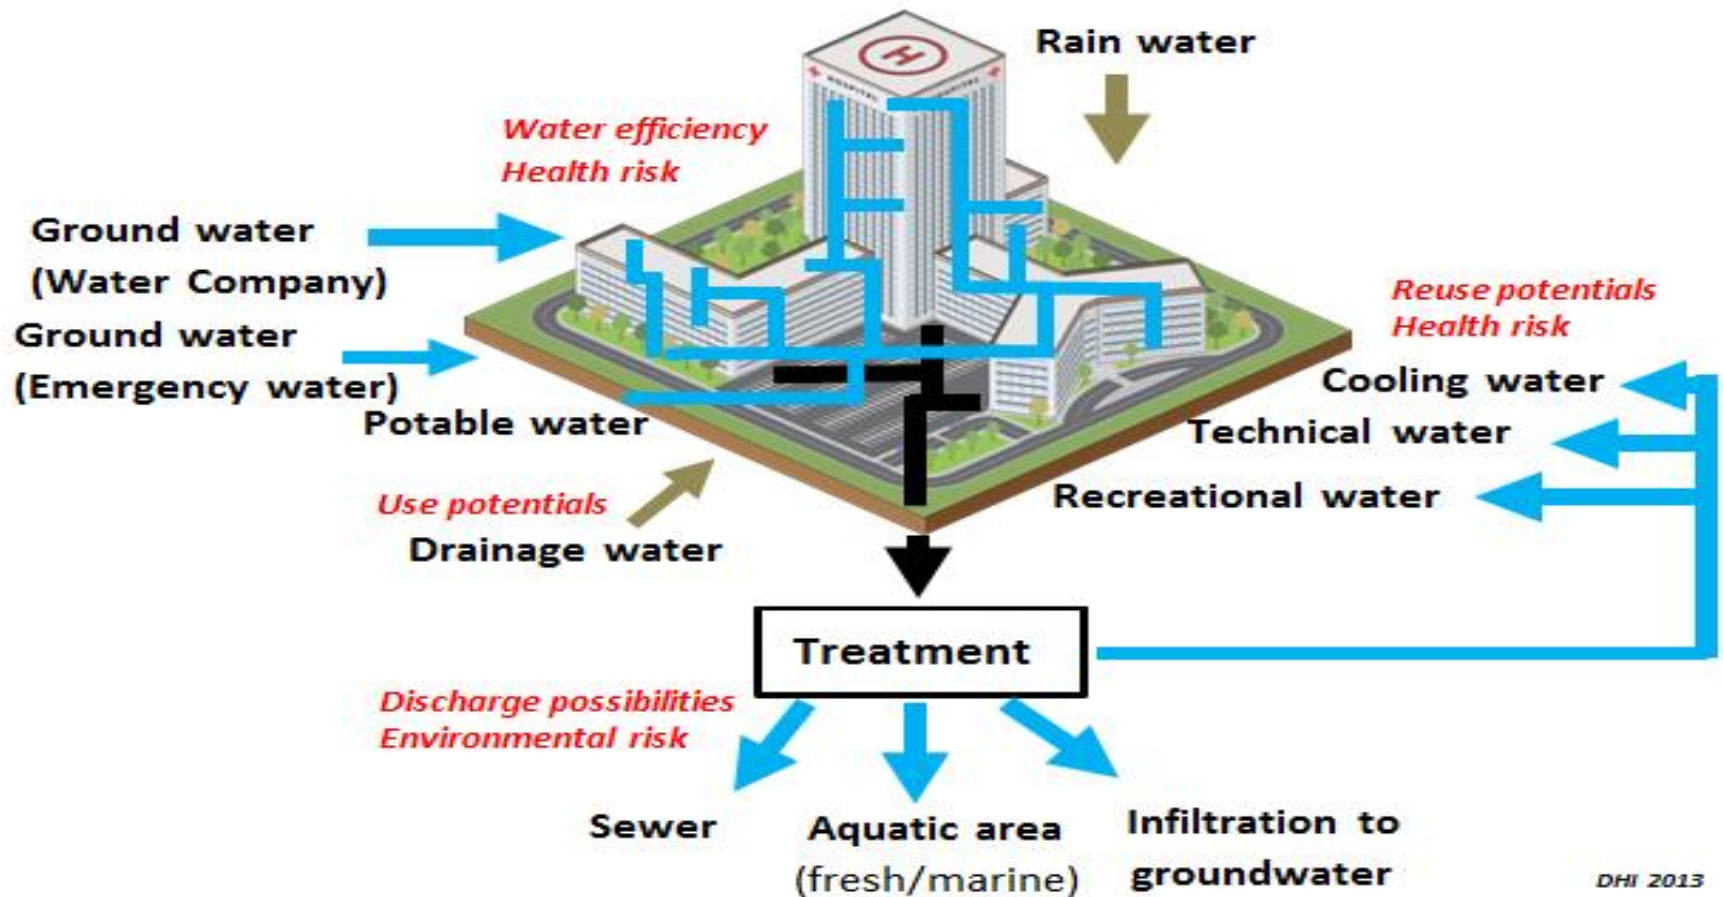 H
HOSPITAL
HOSPITAL
Rain water
Water efficiency
Health risk
Ground water
(Water Company)
Ground water
(Emergency water)
Potable water
Use potentials
Drainage water
Reuse potentials
Health risk
Cooling water
Technical water
Recreational water
Treatment
Discharge possibilities
Environmental risk
Sewer
Aquatic area
(fresh/marine)
Infiltration to
groundwater
DHI 2013